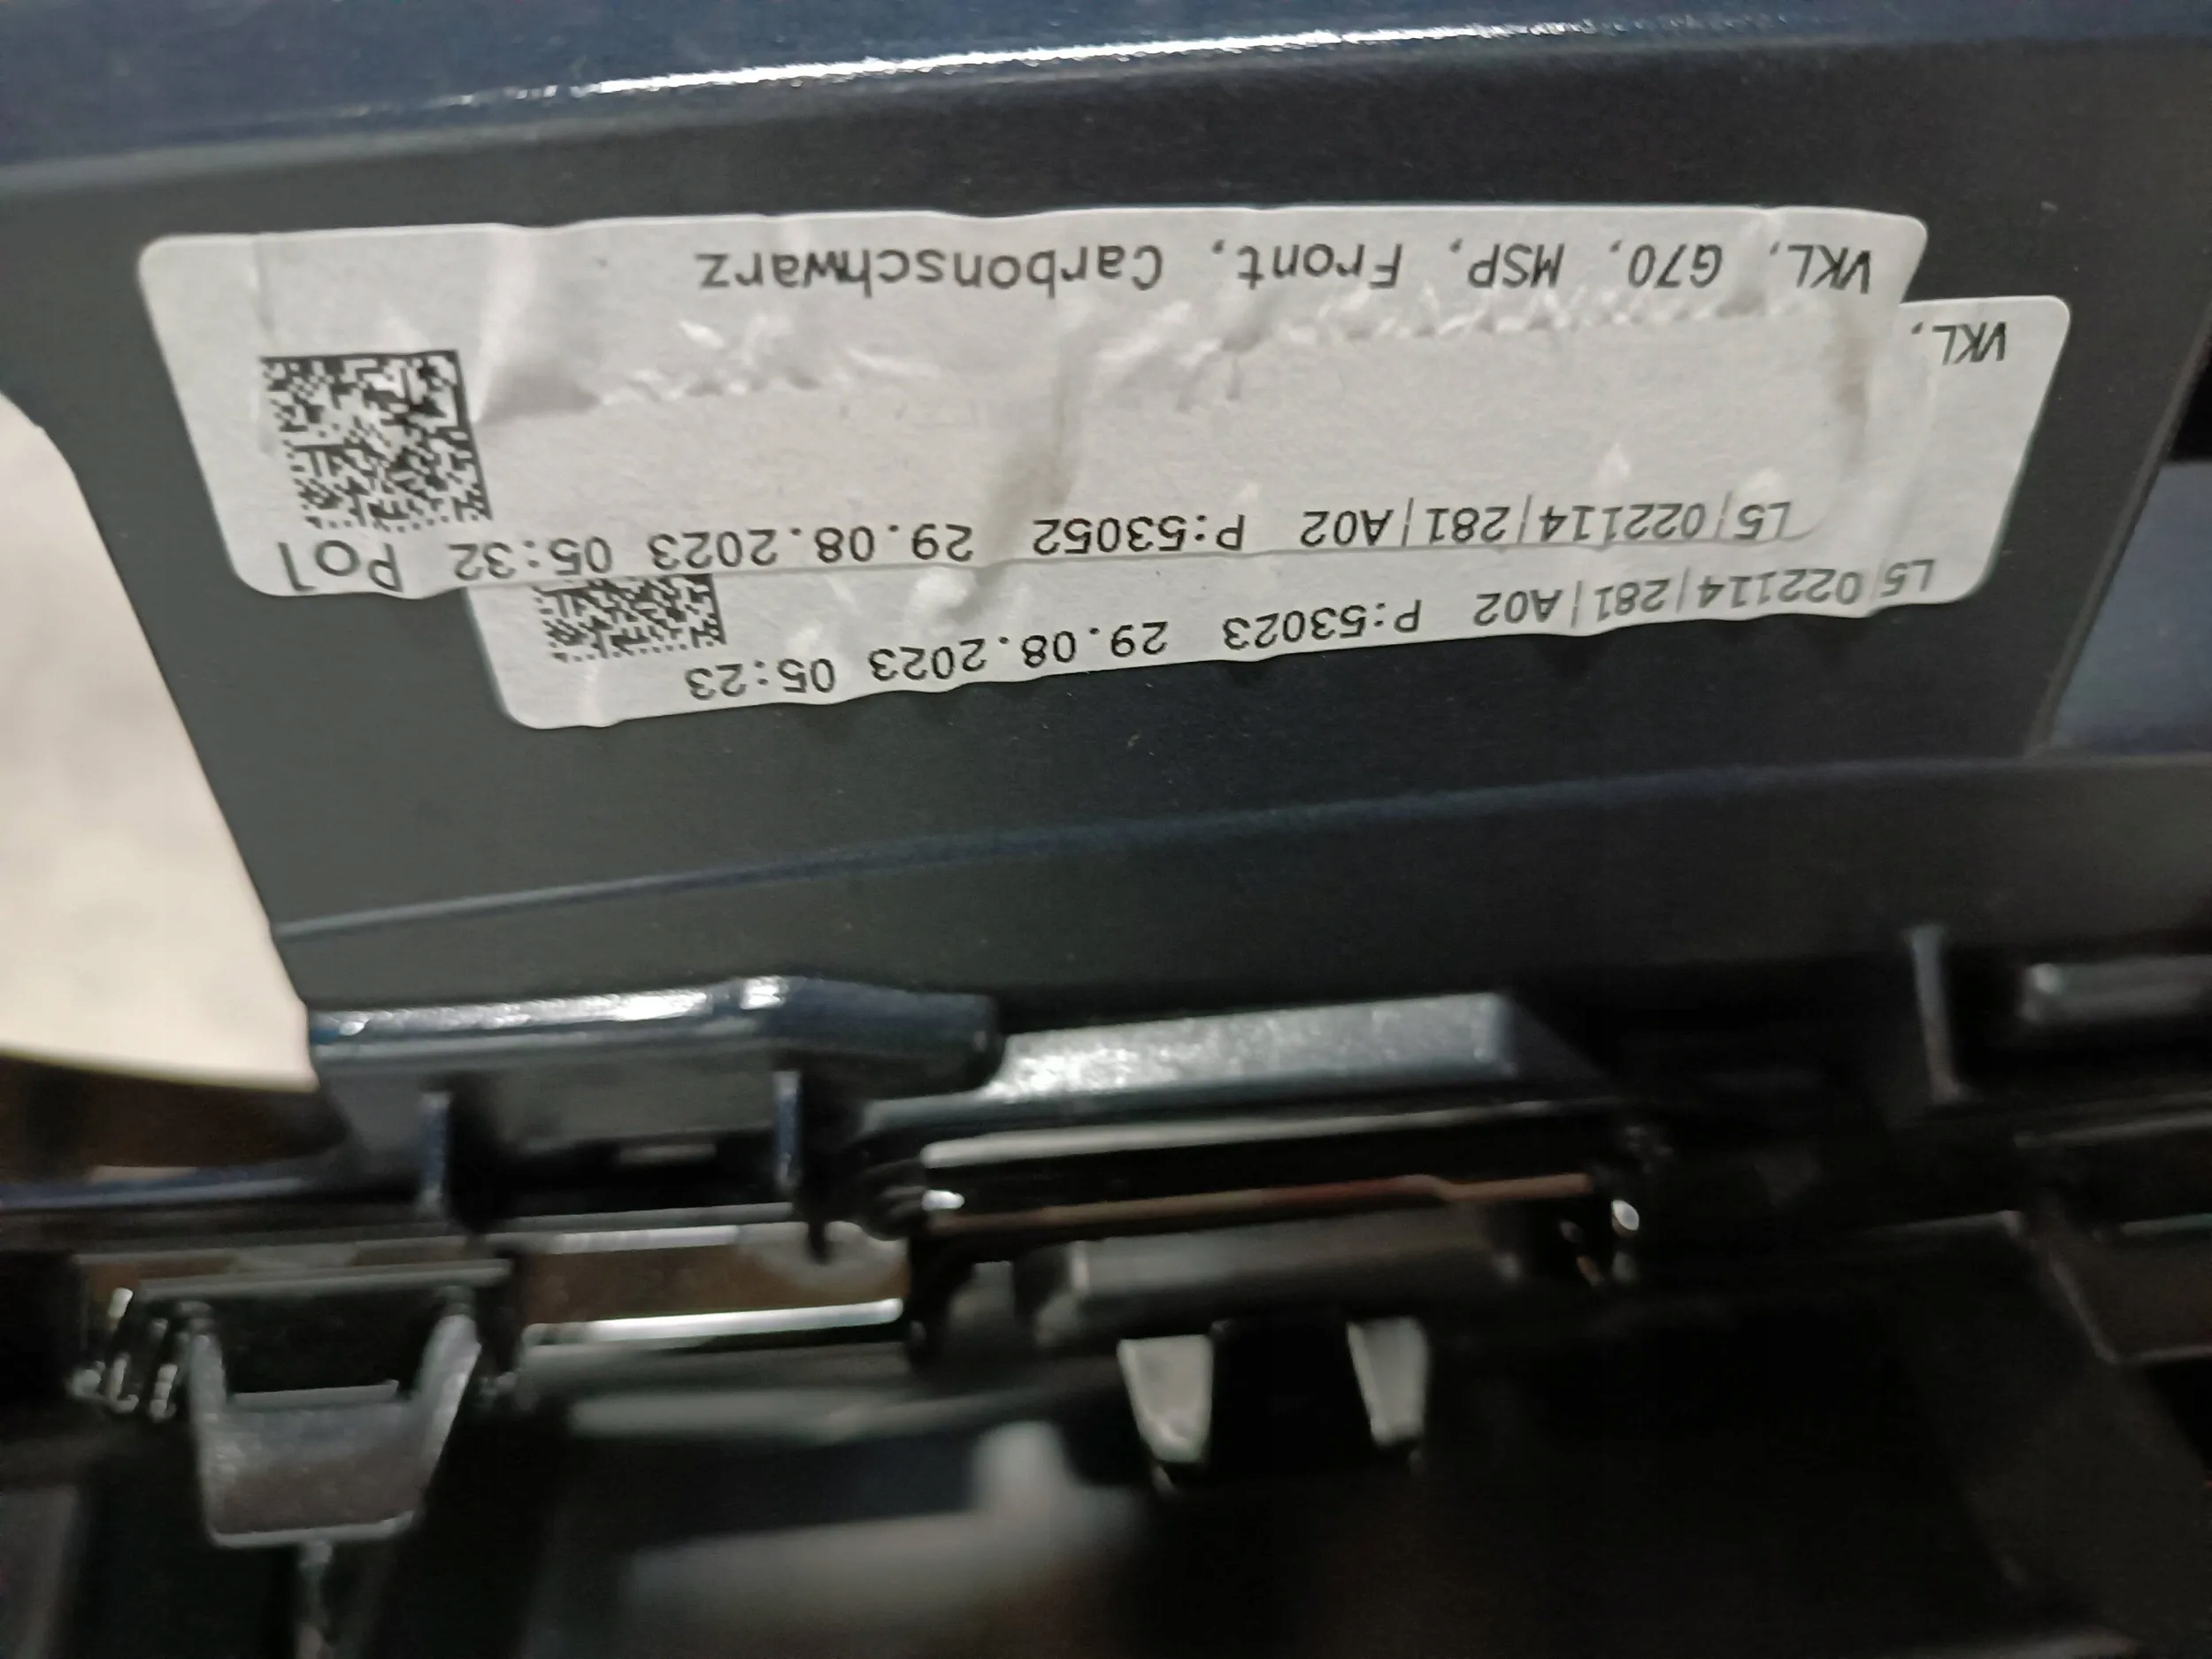 VKL, G70, MSP, Front, Carbonschwarz
L5|022114|281|A02 P:53052 29.08.2023 05:32 Po1
VKL,
L5|022114|281|A02 P:53023 29.08.2023 05:23